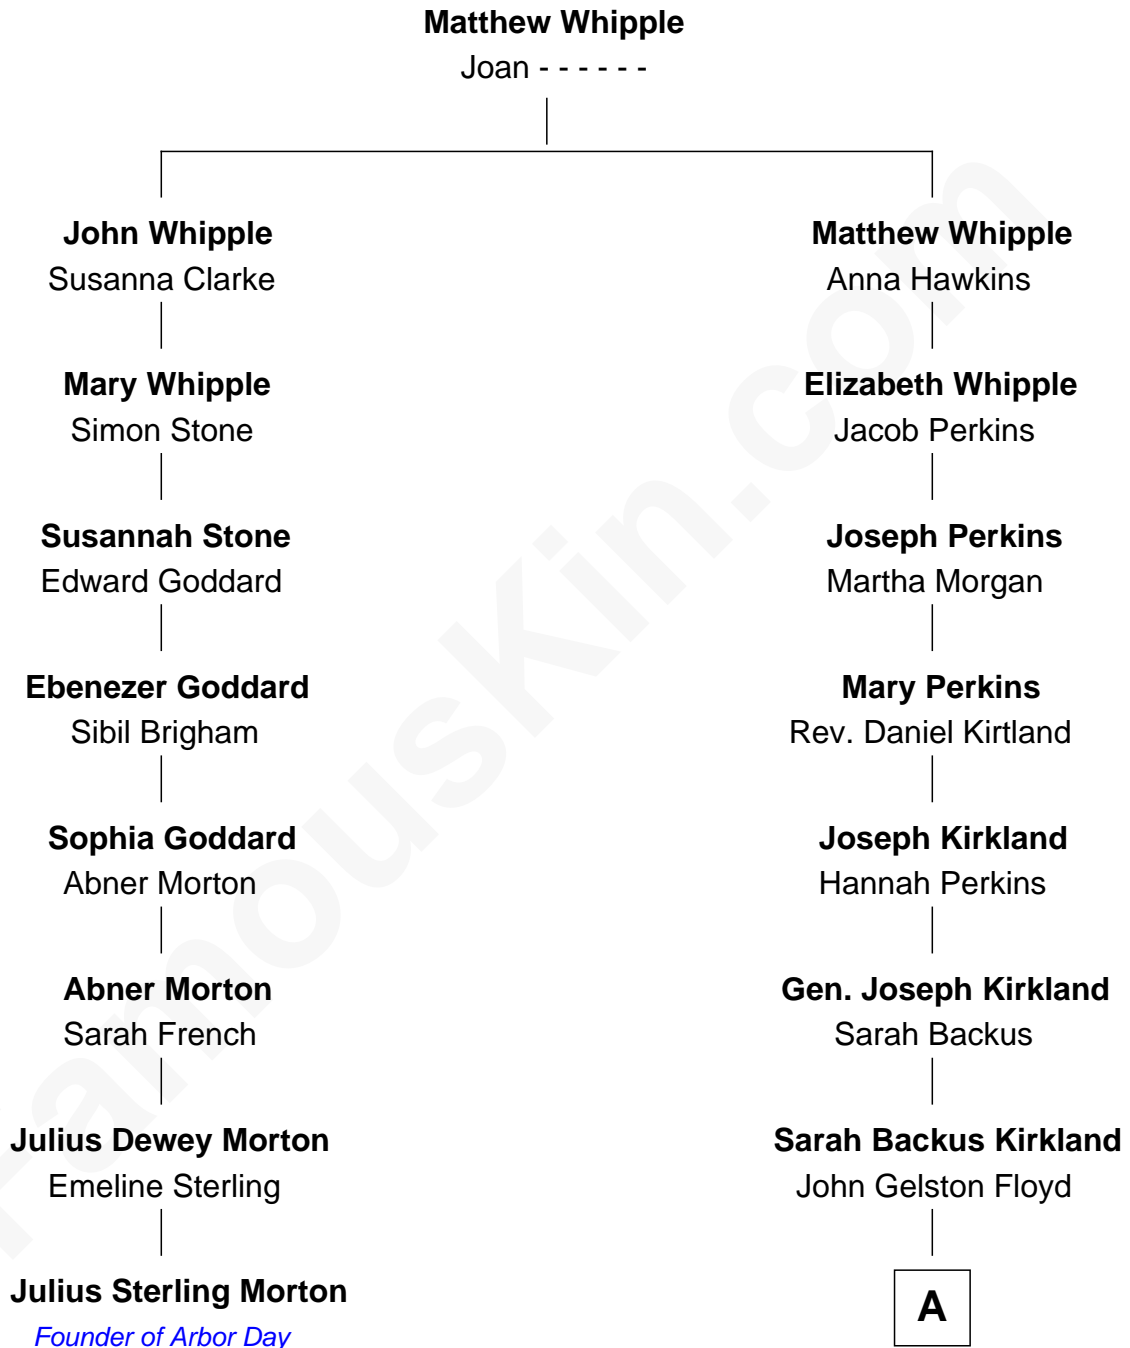 Matthew Whipple
Joan - - - - - -
John Whipple
Susanna Clarke
Matthew Whipple
Anna Hawkins
Mary Whipple
Simon Stone
Elizabeth Whipple
Jacob Perkins
Susannah Stone
Edward Goddard
Joseph Perkins
Martha Morgan
Ebenezer Goddard
Sibil Brigham
Mary Perkins
Rev. Daniel Kirtland
Sophia Goddard
Abner Morton
Joseph Kirkland
Hannah Perkins
Abner Morton
Sarah French
Gen. Joseph Kirkland
Sarah Backus
Julius Dewey Morton
Emeline Sterling
Sarah Backus Kirkland
John Gelston Floyd
Julius Sterling Morton
Founder of Arbor Day
A
FamousKin.com